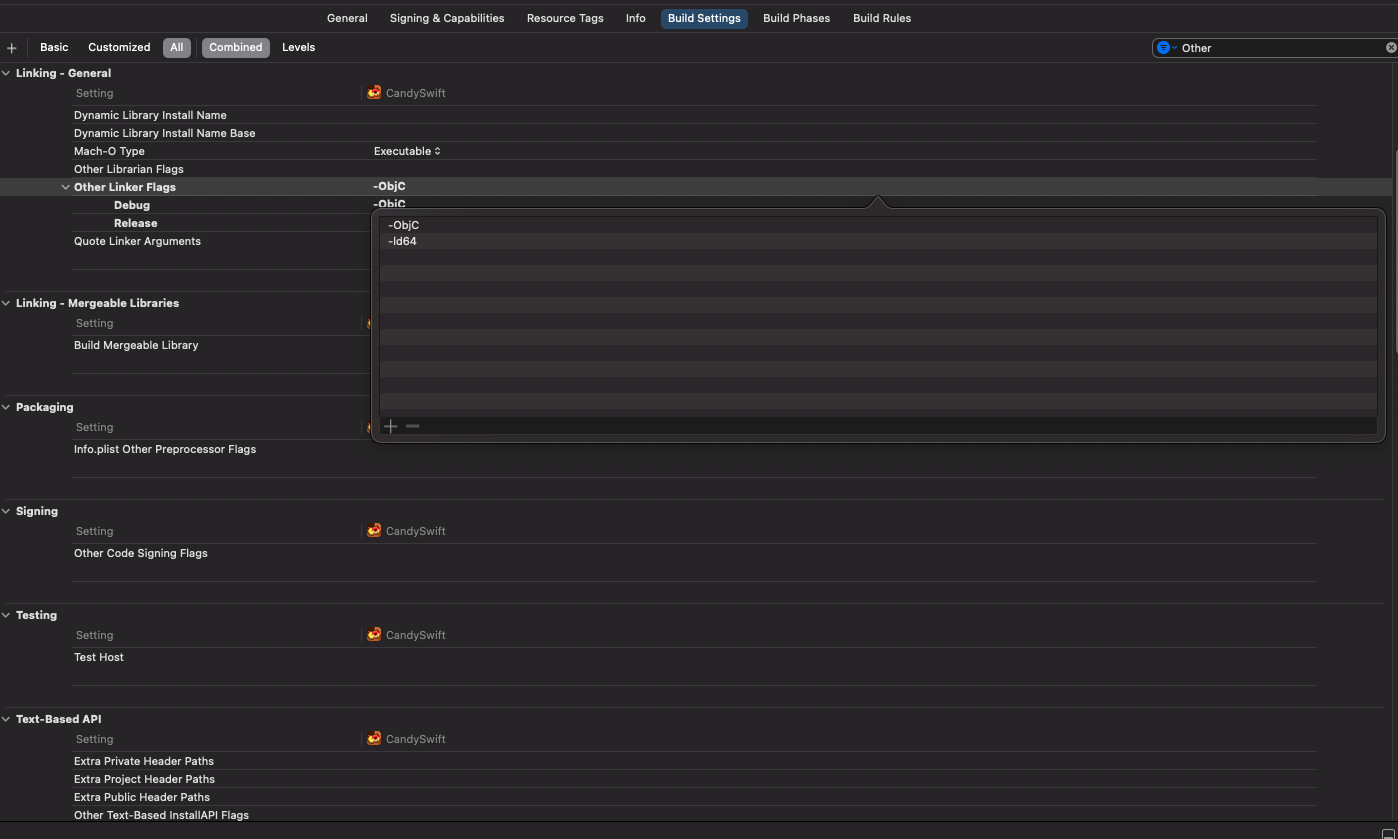 General Signing & Capabilities Resource Tags Info Build Settings Build Phases Build Rules
Basic Customized All Combined Levels Other
Linking - General
Setting CandySwift
Dynamic Library Install Name
Dynamic Library Install Name Base
Mach-O Type Executable
Other Librarian Flags
Other Linker Flags -ObjC
Debug -ObjC
Release
-ObjC
-ld64
Quote Linker Arguments
Linking - Mergeable Libraries
Setting
Build Mergeable Library
Packaging
Setting
Info.plist Other Preprocessor Flags
Signing
Setting CandySwift
Other Code Signing Flags
Testing
Setting CandySwift
Test Host
Text-Based API
Setting CandySwift
Extra Private Header Paths
Extra Project Header Paths
Extra Public Header Paths
Other Text-Based InstallAPI Flags